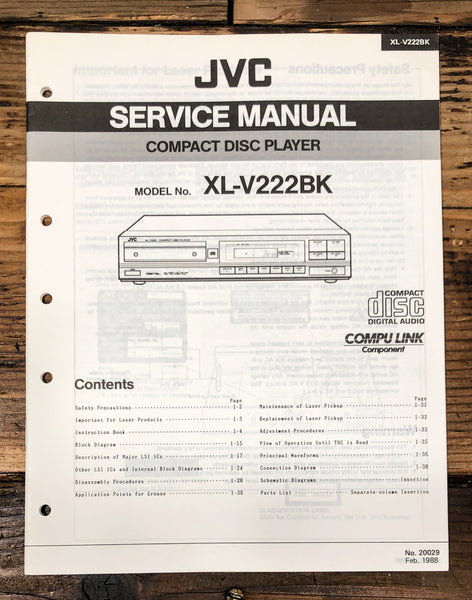 XL-V222BK
JVC
SERVICE MANUAL
COMPACT DISC PLAYER
MODEL No. XL-V222BK
JVC
COMPACT
disc
DIGITAL AUDIO
COMPU LINK
Component
Contents
Page
Safety Precautions 1-2
Important for Laser Products 1-3
Instruction Book 1-4
Block Diagram 1-15
Description of Major LSI ICs 1-17
Other LSI ICs and Internal Block Diagrams 1-24
Disassembly Procedures 1-28
Application Points for Grease 1-30
Page
Maintenance of Laser Pickup 1-31
Replacement of Laser Pickup 1-32
Adjustment Procedures 1-33
Flow of Operation Until TOC is Read 1-35
Principal Waveforms 1-36
Connection Diagram 1-38
Schematic Diagrams Insertion
Parts List Separate-volume Insertion
No. 20029
Feb. 1988